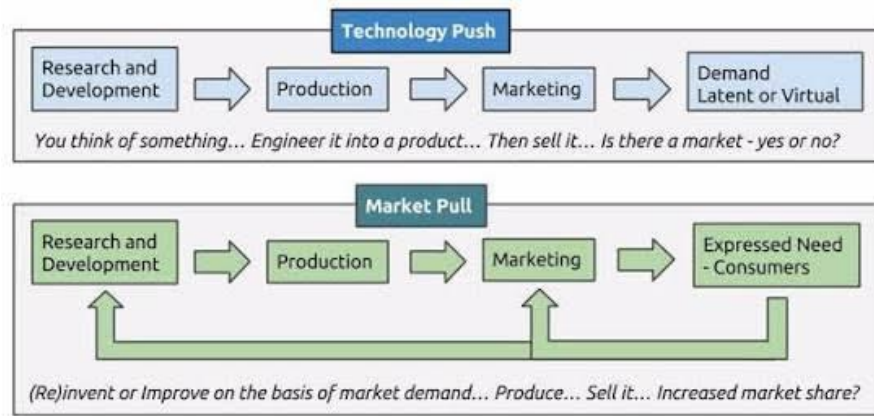 Technology Push
Research and
Development
Production
Marketing
Demand
Latent or Virtual
You think of something... Engineer it into a product... Then sell it... Is there a market - yes or no?
Market Pull
Research and
Development
Production
Marketing
Expressed Need
- Consumers
(Re)invent or Improve on the basis of market demand... Produce... Sell it... Increased market share?